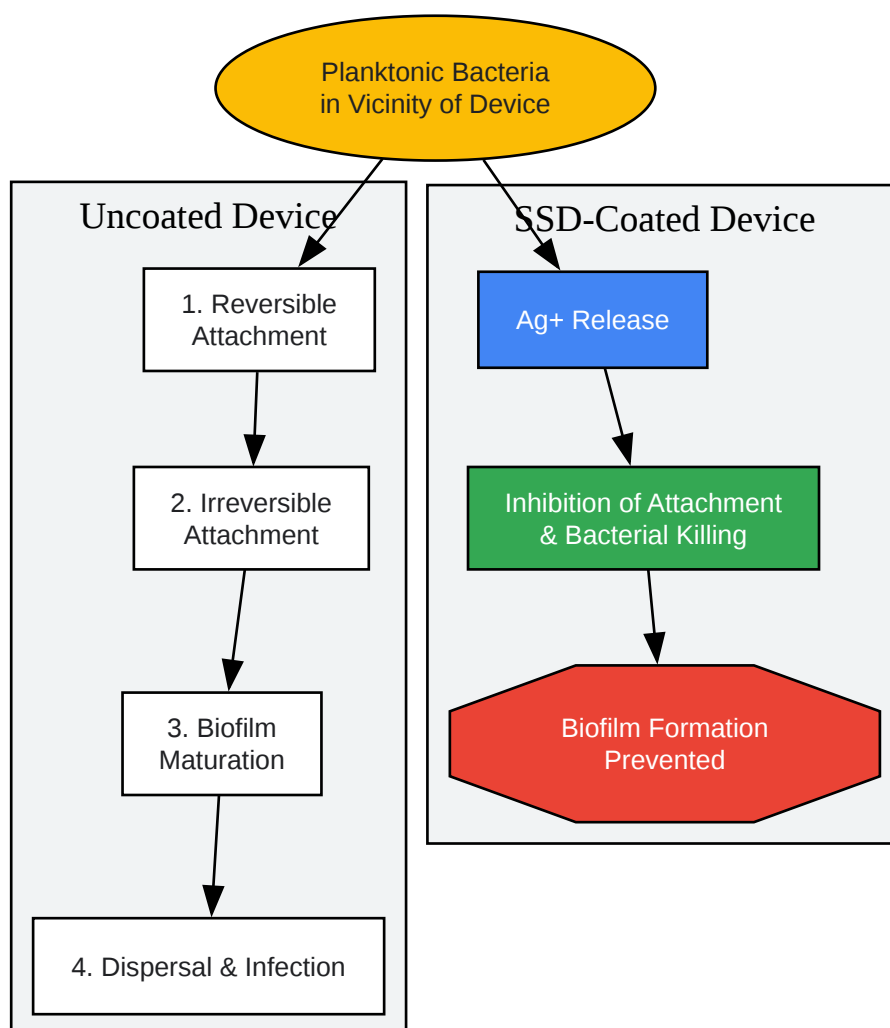 Planktonic Bacteria
in Vicinity of Device
Uncoated Device
1. Reversible
Attachment
2. Irreversible
Attachment
3. Biofilm
Maturation
4. Dispersal & Infection
SSD-Coated Device
Ag+ Release
Inhibition of Attachment
& Bacterial Killing
Biofilm Formation
Prevented